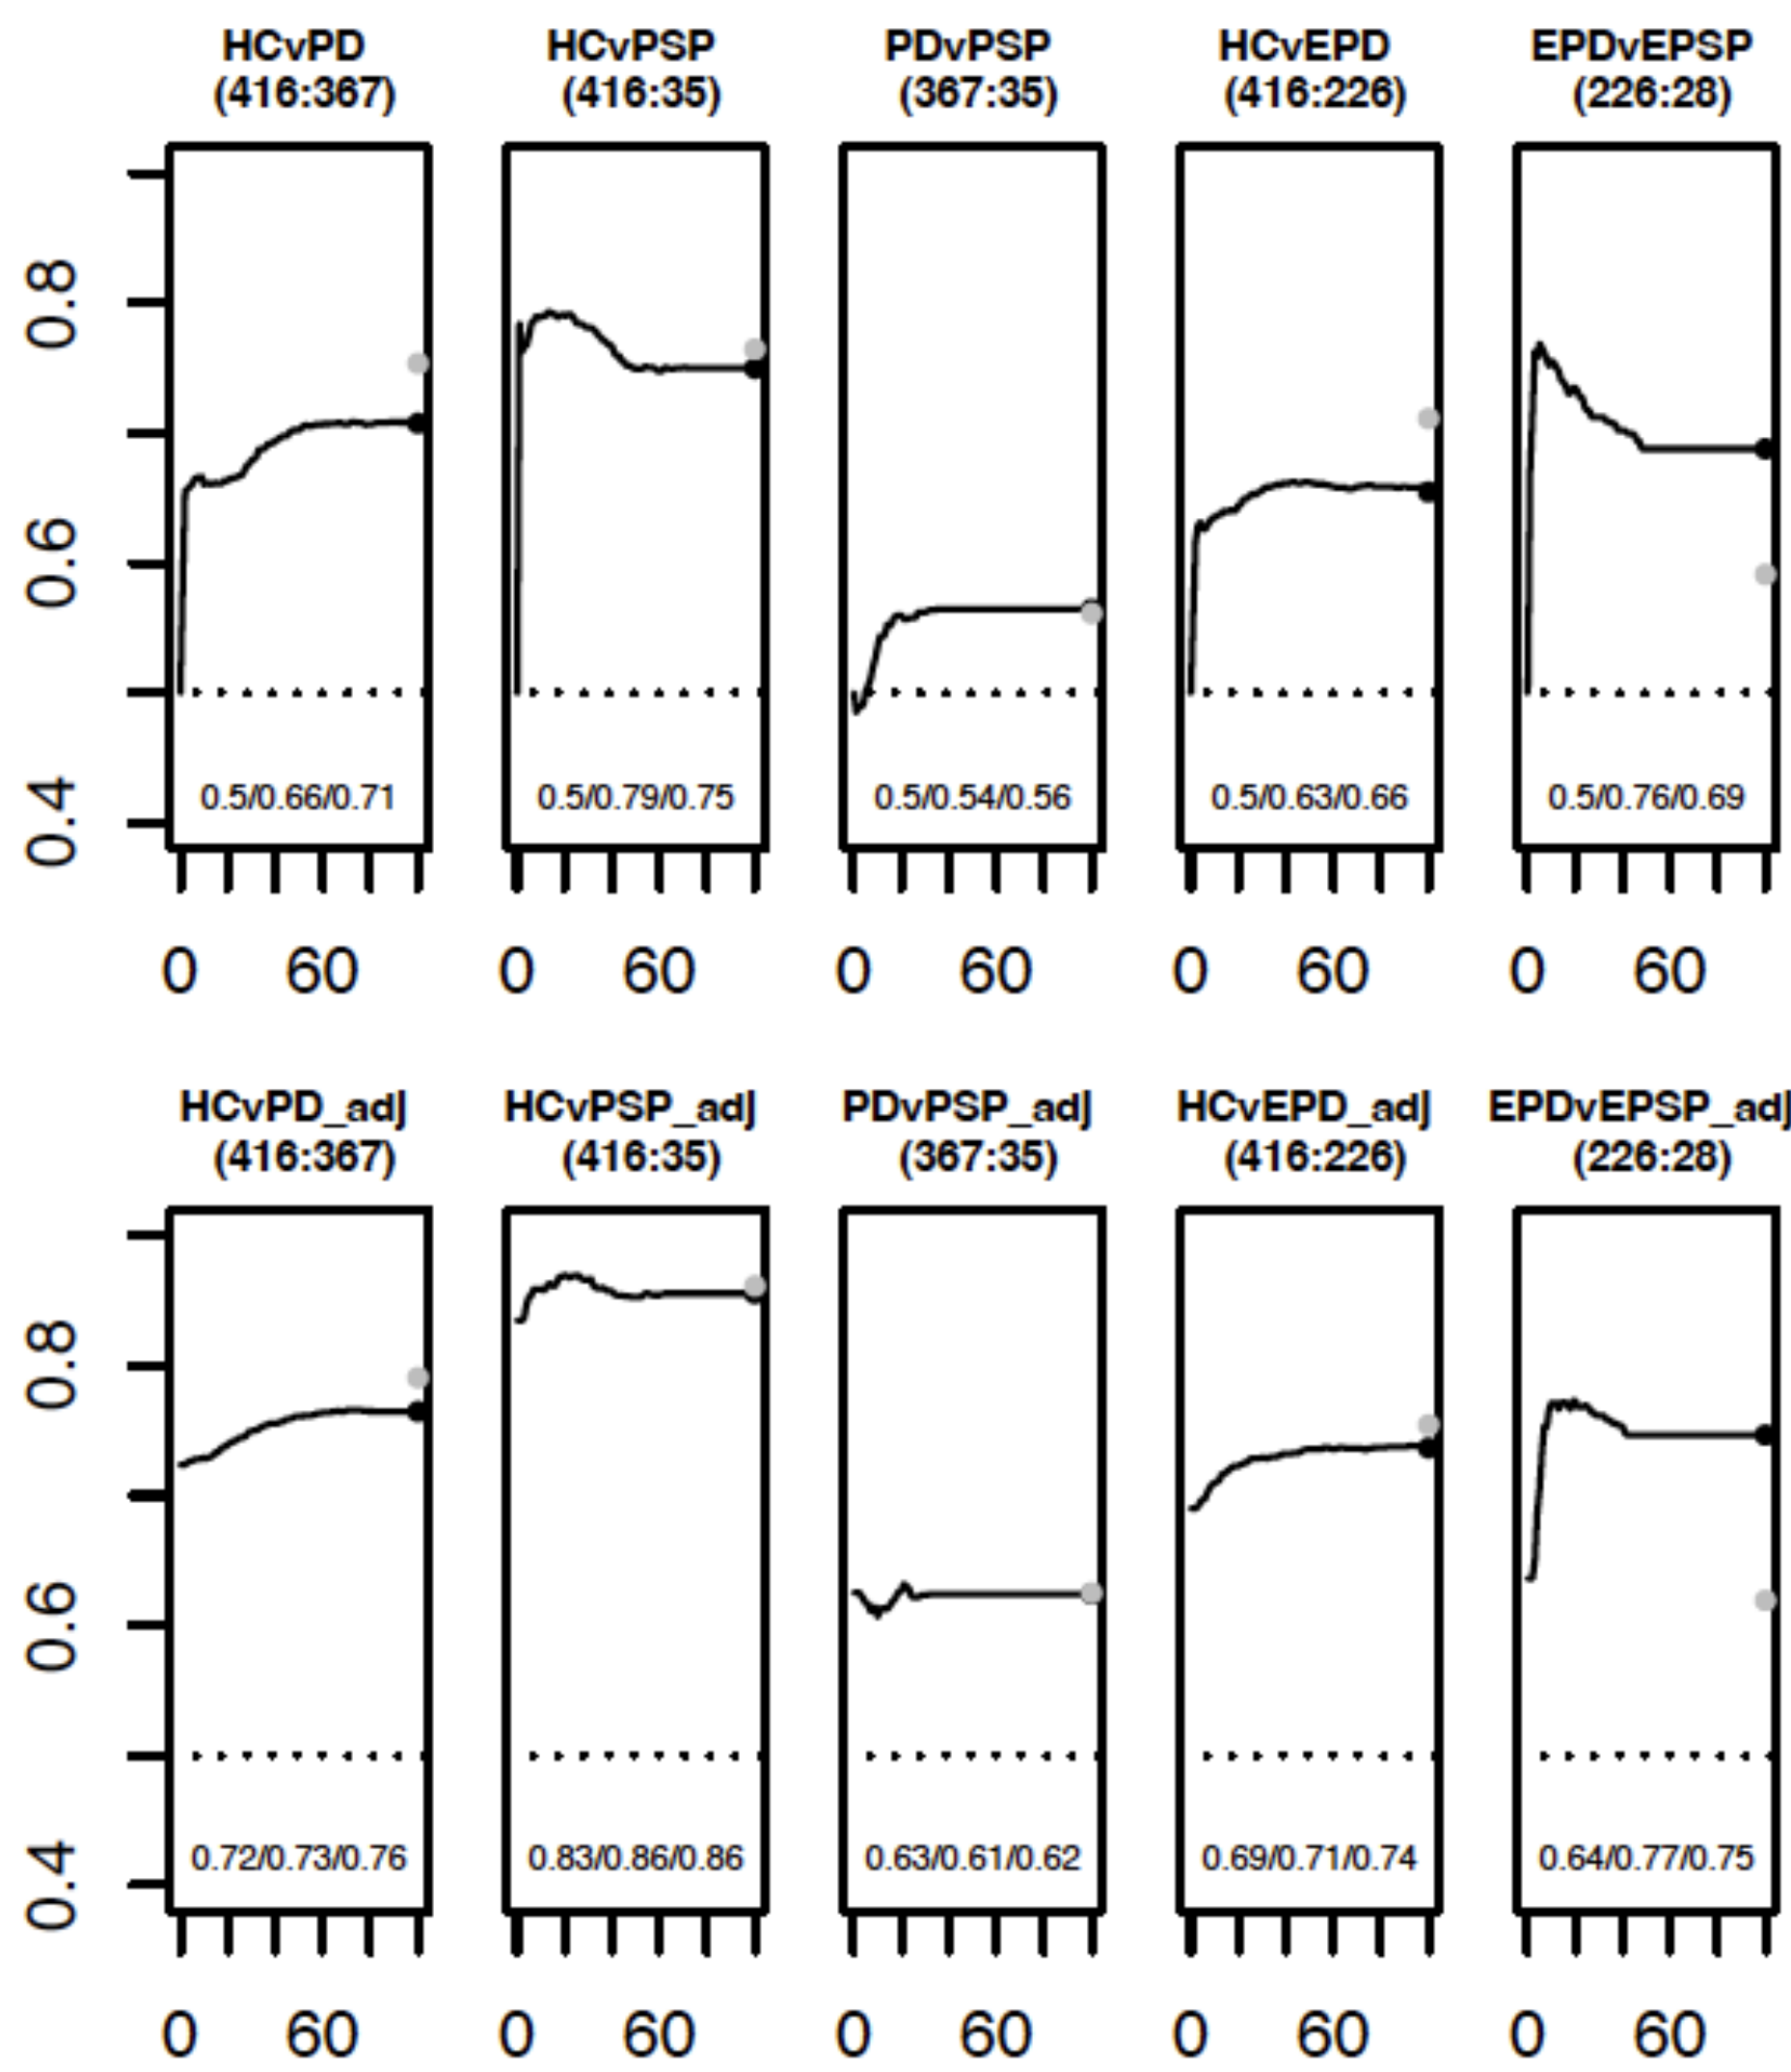 HCvPD HCvPSP PDvPSP HCvEPD EPDvEPSP
(416:367) (416:35) (367:35) (416:226) (226:28)
0.8
0.6
0.4
0.5/0.66/0.71 0.5/0.79/0.75 0.5/0.54/0.56 0.5/0.63/0.66 0.5/0.76/0.69
0 60 0 60 0 60 0 60 0 60
HCvPD_adj HCvPSP_adj PDvPSP_adj HCvEPD_adj EPDvEPSP_adj
(416:367) (416:35) (367:35) (416:226) (226:28)
0.8
0.6
0.4
0.72/0.73/0.76 0.83/0.86/0.86 0.63/0.61/0.62 0.69/0.71/0.74 0.64/0.77/0.75
0 60 0 60 0 60 0 60 0 60